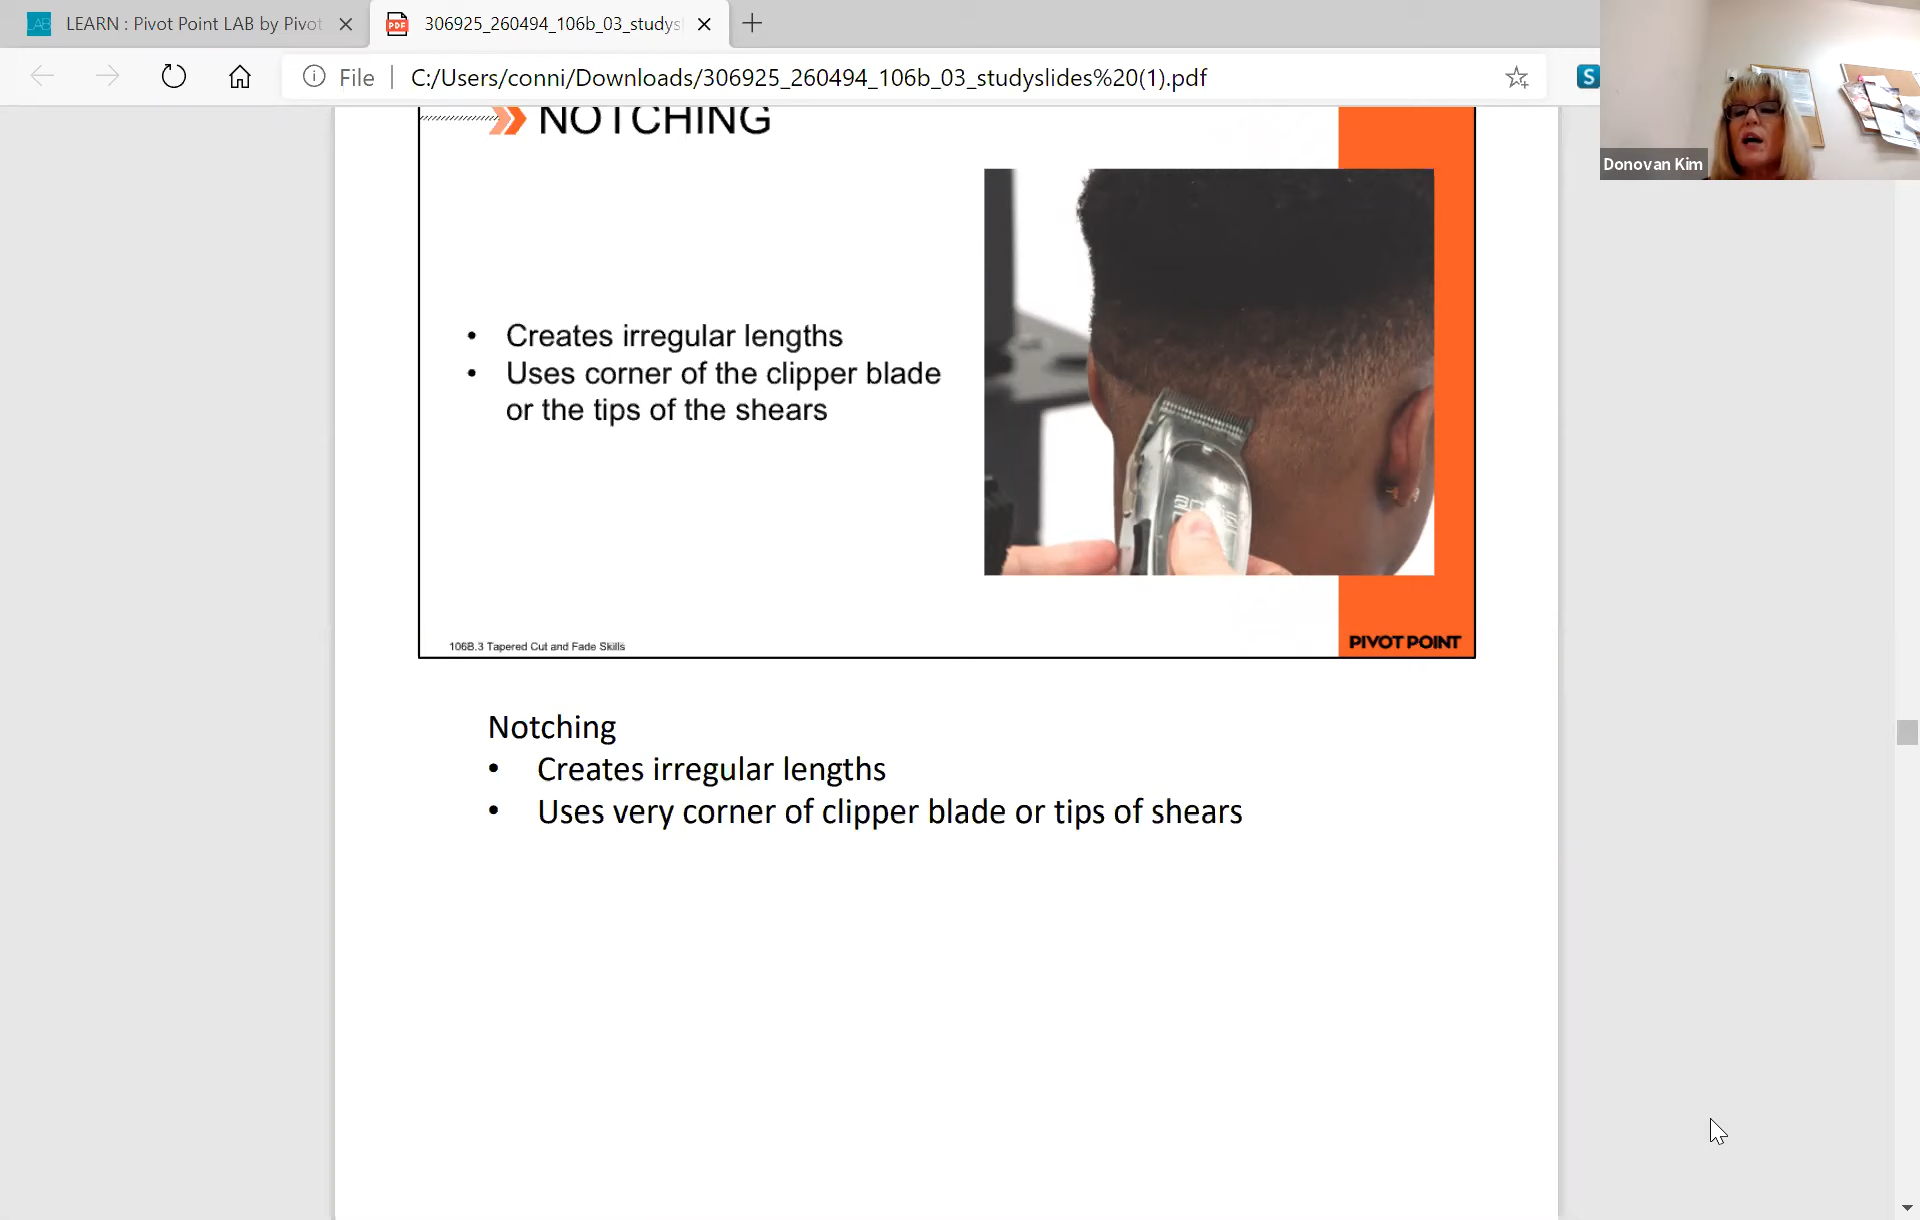 LEARN : Pivot Point LAB by Pivot
306925_260494_106b_03_studys
File
C:/Users/conni/Downloads/306925_260494_106b_03_studyslides%20(1).pdf
S
Donovan Kim
NOTCHING
• Creates irregular lengths
• Uses corner of the clipper blade
or the tips of the shears
106B.3 Tapered Cut and Fade Skills
PIVOT POINT
Notching
• Creates irregular lengths
• Uses very corner of clipper blade or tips of shears